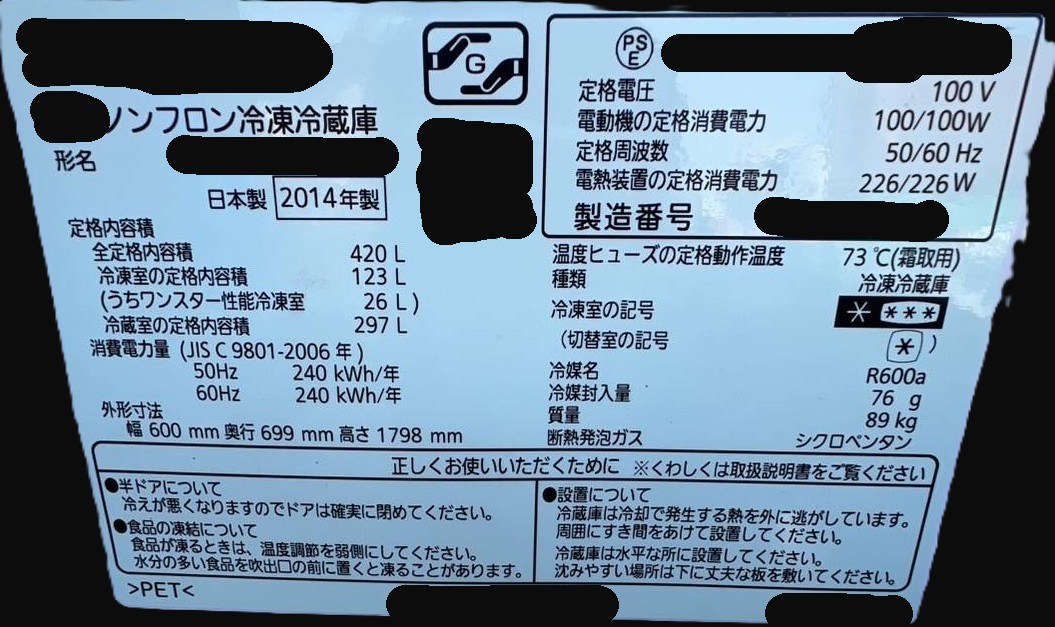 G
ノンフロン冷凍冷蔵庫
形名
日本製 2014年製
定格内容積
全定格内容積 420 L
冷凍室の定格内容積 123 L
(うちワンスター性能冷凍室 26 L )
冷蔵室の定格内容積 297 L
消費電力量 (JIS C 9801-2006 年 )
50Hz 240 kWh/年
60Hz 240 kWh/年
外形寸法
幅 600 mm 奥行 699 mm 高さ 1798 mm
PS
E
定格電圧 100 V
電動機の定格消費電力 100/100W
定格周波数 50/60 Hz
電熱装置の定格消費電力 226/226W
製造番号
温度ヒューズの定格動作温度 73 ℃(霜取用)
種類 冷凍冷蔵庫
冷凍室の記号 * ***
(切替室の記号 * )
冷媒名 R600a
冷媒封入量 76 g
質量 89 kg
断熱発泡ガス シクロペンタン
正しくお使いいただくために ※くわしくは取扱説明書をご覧ください
●半ドアについて
冷えが悪くなりますのでドアは確実に閉めてください。
●食品の凍結について
食品が凍るときは、温度調節を弱側にしてください。
水分の多い食品を吹出口の前に置くと凍ることがあります。
●設置について
冷蔵庫は冷却で発生する熱を外に逃がしています。
周囲にすき間をあけて設置してください。
冷蔵庫は水平な所に設置してください。
沈みやすい場所は下に丈夫な板を敷いてください。
>PET<